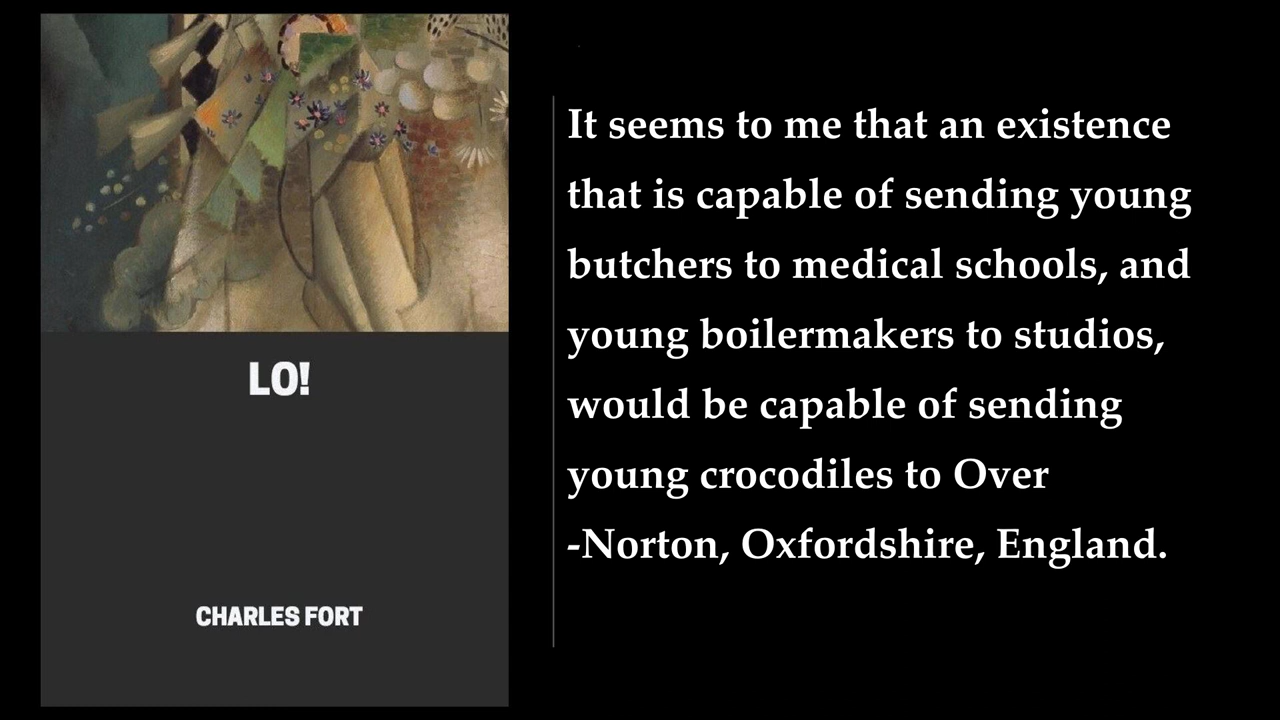 LO!
CHARLES FORT
It seems to me that an existence
that is capable of sending young
butchers to medical schools, and
young boilermakers to studios,
would be capable of sending
young crocodiles to Over
-Norton, Oxfordshire, England.